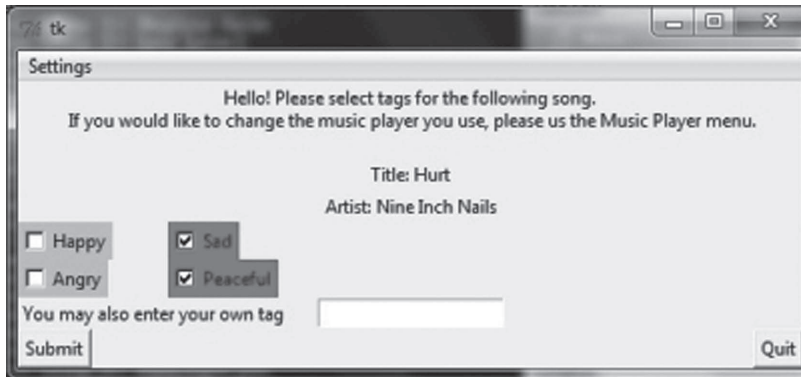 tk
Settings
Hello! Please select tags for the following song.
If you would like to change the music player you use, please us the Music Player menu.
Title: Hurt
Artist: Nine Inch Nails
Happy Sad
Angry Peaceful
You may also enter your own tag
Submit Quit